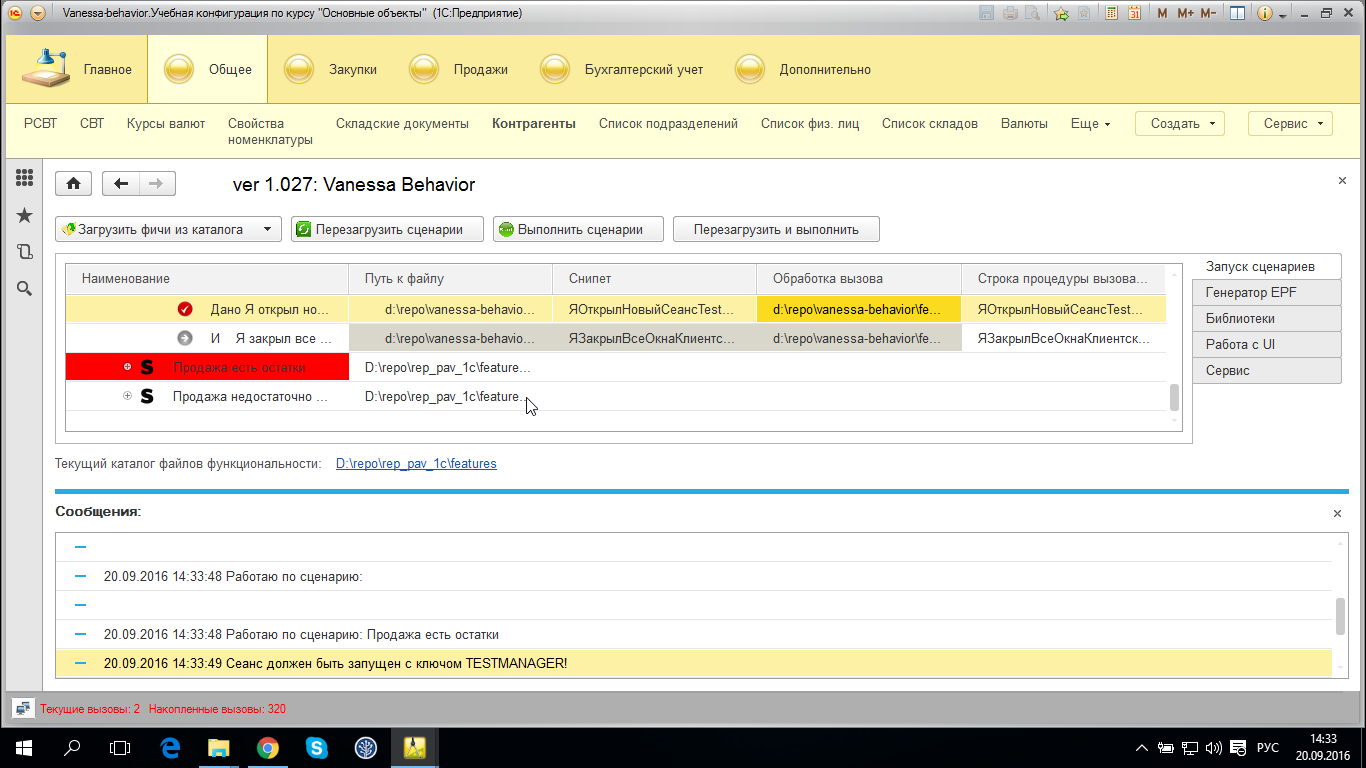 Vanessa-behavior.Учебная конфигурация по курсу "Основные объекты" (1С:Предприятие)
M M+ M-
Главное Общее Закупки Продажи Бухгалтерский учет Дополнительно
РСВТ СВТ Курсы валют Свойства номенклатуры Складские документы Контрагенты Список подразделений Список физ. лиц Список складов Валюты Еще Создать Сервис
ver 1.027: Vanessa Behavior
Загрузить фичи из каталога Перезагрузить сценарии Выполнить сценарии Перезагрузить и выполнить
Наименование Путь к файлу Снипет Обработка вызова Строка процедуры вызова...
Дано Я открыл но... d:\repo\vanessa-behavio... ЯОткрылНовыйСеансTest... d:\repo\vanessa-behavior\fe... ЯОткрылНовыйСеансTest...
И Я закрыл все ... d:\repo\vanessa-behavio... ЯЗакрылВсеОкнаКлиентс... d:\repo\vanessa-behavior\fe... ЯЗакрылВсеОкнаКлиентск...
Продажа есть остатки D:\repo\rep_pav_1c\feature...
Продажа недостаточно ... D:\repo\rep_pav_1c\feature...
Запуск сценариев
Генератор EPF
Библиотеки
Работа с UI
Сервис
Текущий каталог файлов функциональности: D:\repo\rep_pav_1c\features
Сообщения:
20.09.2016 14:33:48 Работаю по сценарию:
20.09.2016 14:33:48 Работаю по сценарию: Продажа есть остатки
20.09.2016 14:33:49 Сеанс должен быть запущен с ключом TESTMANAGER!
Текущие вызовы: 2 Накопленные вызовы: 320
РУС
14:33
20.09.2016